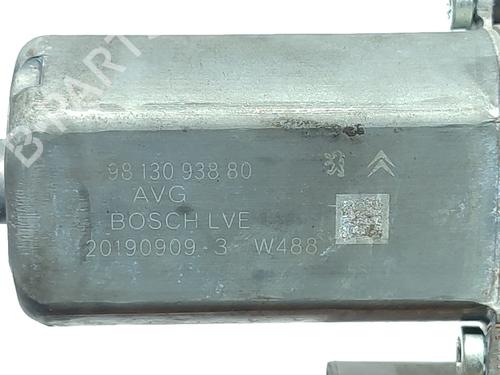 98 130 938 80
AVG
BOSCH LVE
20190909 - 3 - W488
B-PARTS